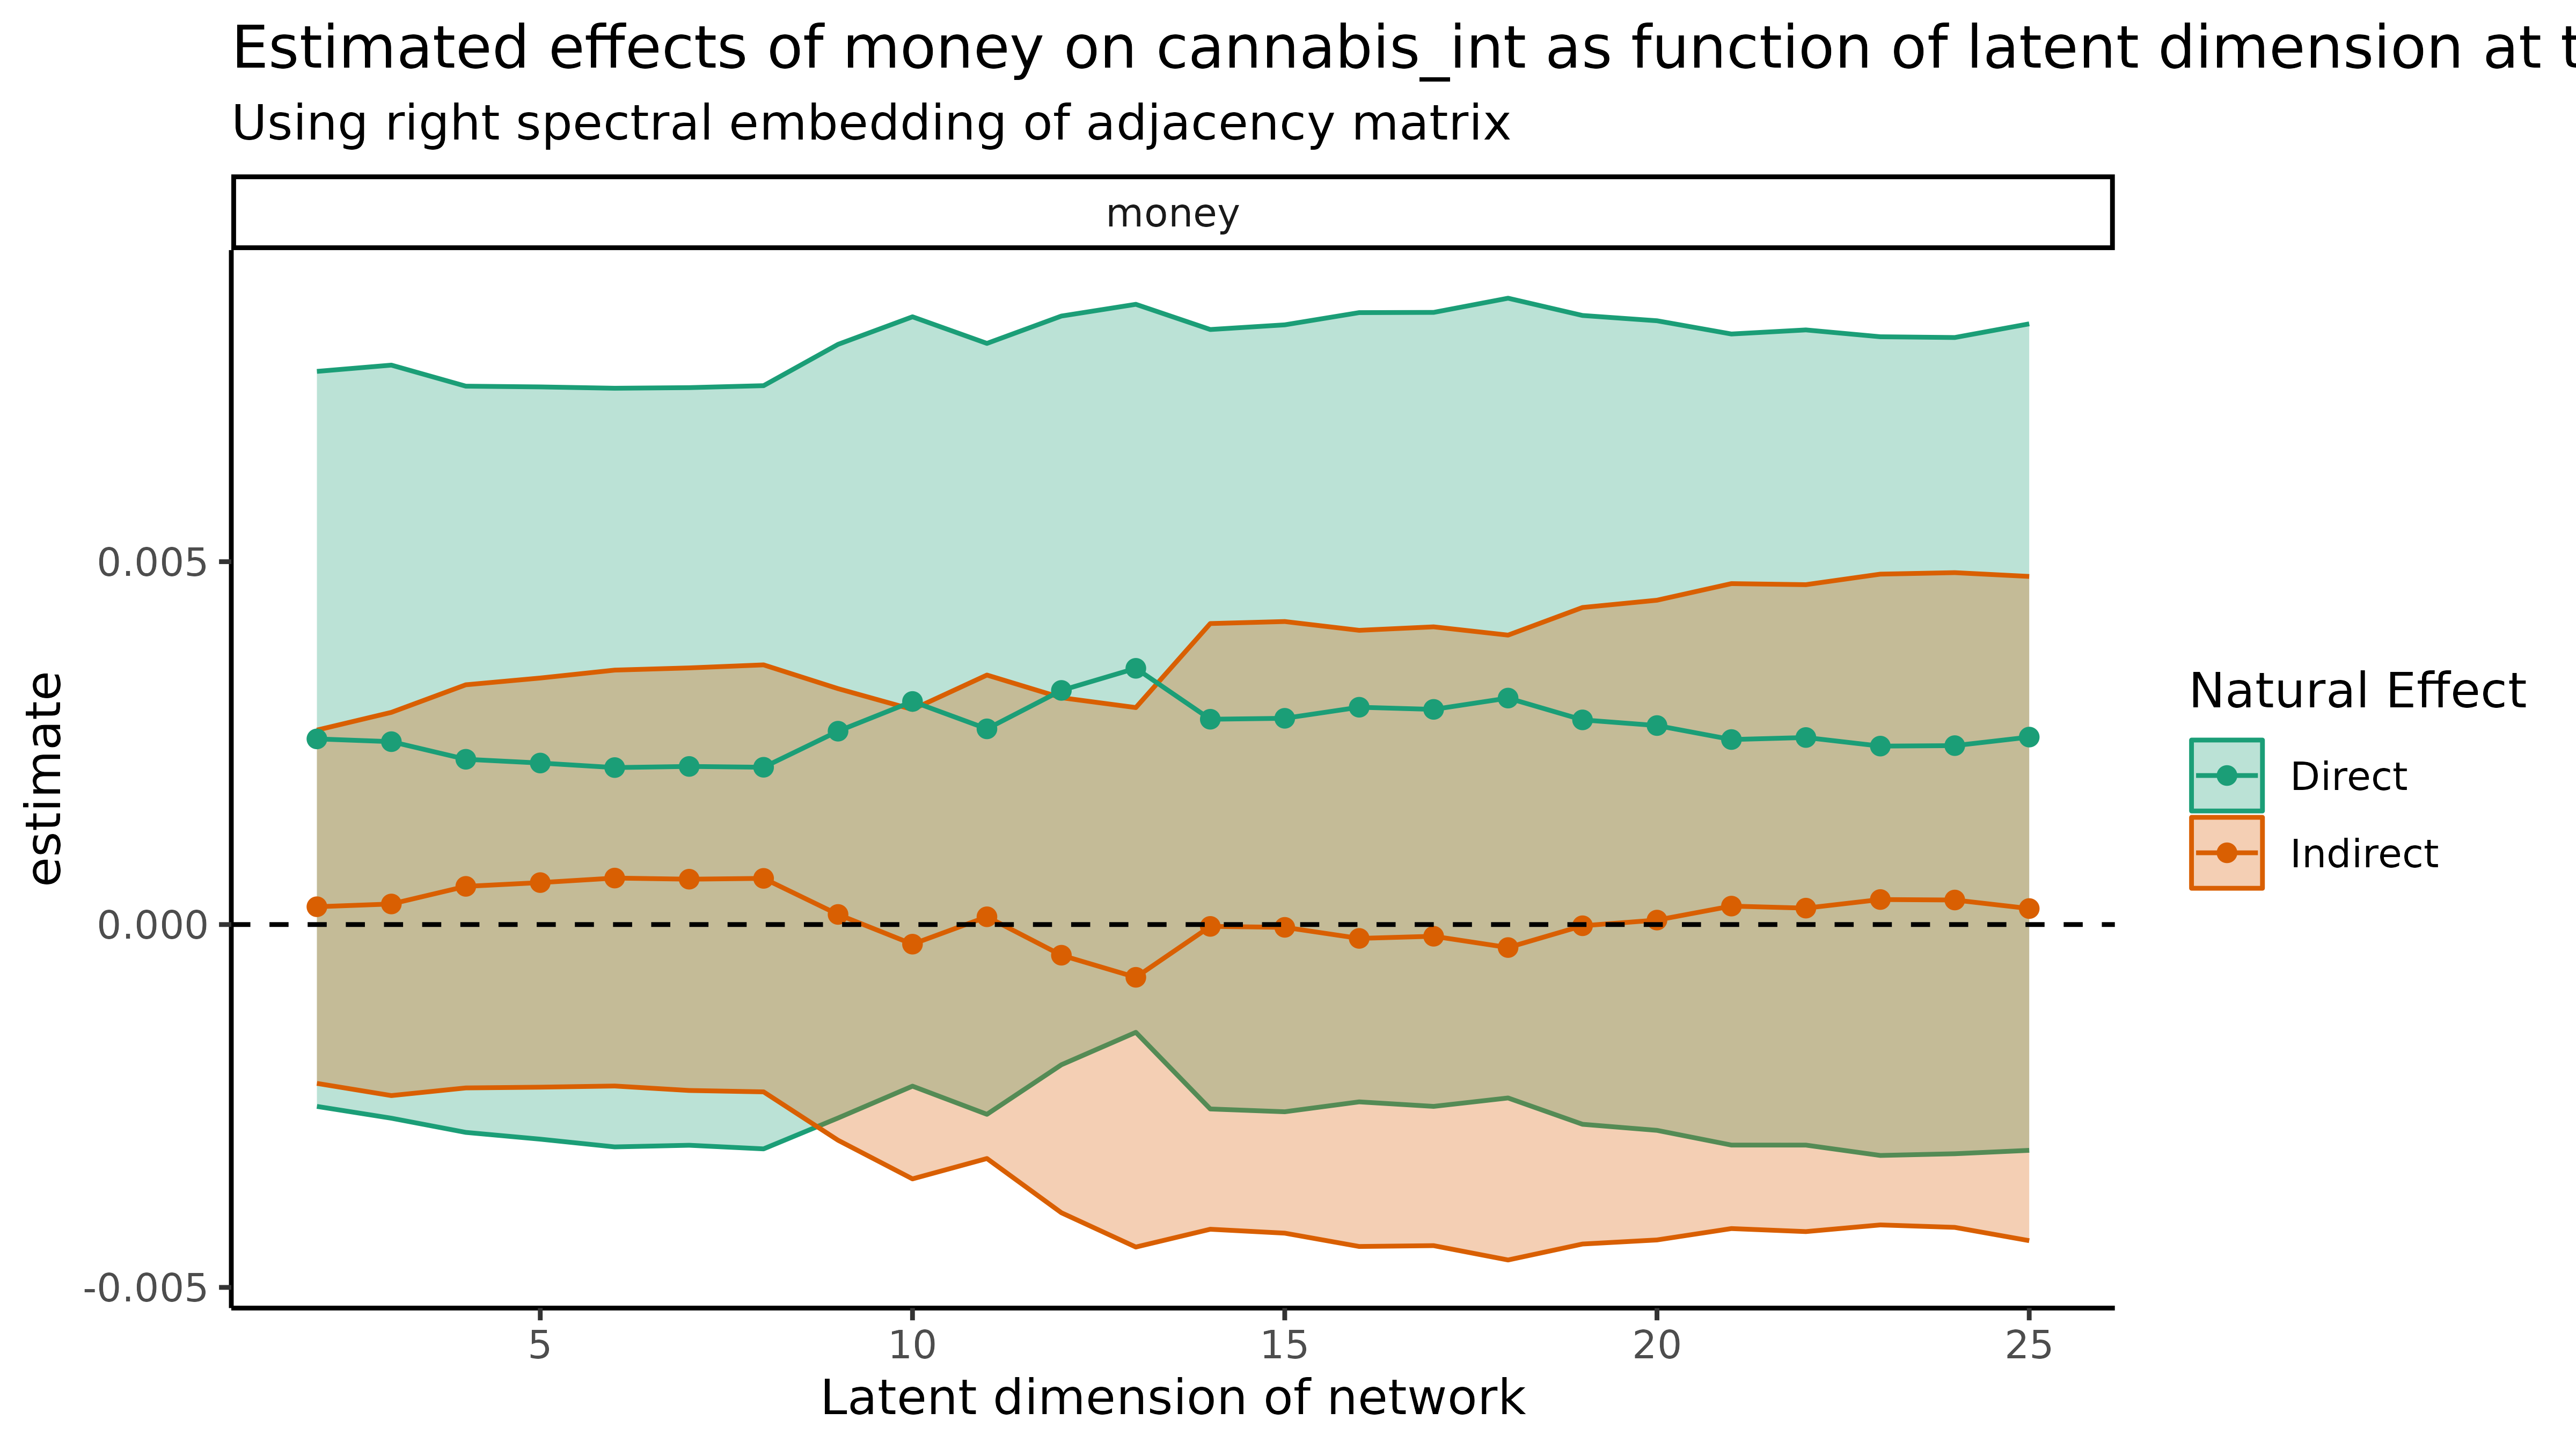 Estimated effects of money on cannabis_int as function of latent dimension at
Using right spectral embedding of adjacency matrix
money
estimate
0.005
0.000
-0.005
5 10 15 20 25
Latent dimension of network
Natural Effect
Direct
Indirect